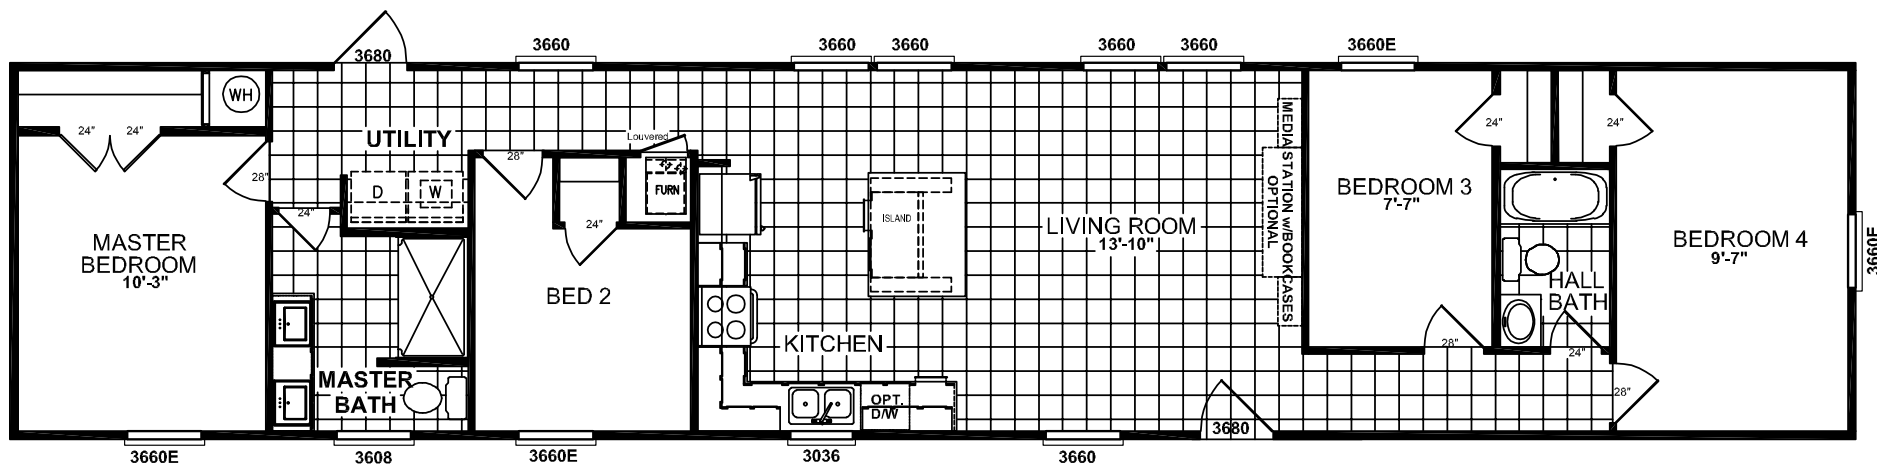 3680
3660
3660
3660
3660
3660
3660E
WH
24"
24"
UTILITY
Louvered
28"
28"
D
W
FURN
24"
24"
MASTER
BEDROOM
10'-3"
BED 2
ISLAND
LIVING ROOM
13'-10"
MEDIA STATION w/BOOKCASES
OPTIONAL
BEDROOM 3
7'-7"
24"
24"
BEDROOM 4
9'-7"
3660E
HALL
BATH
KITCHEN
28"
24"
28"
MASTER
BATH
OPT.
D/W
3680
3660E
3608
3660E
3036
3660